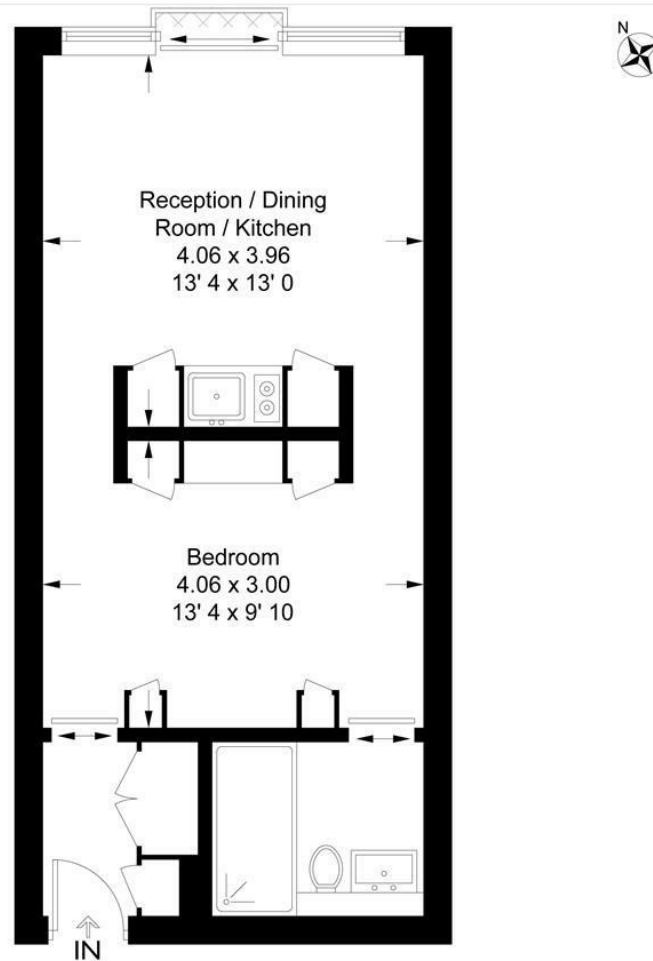 N
Reception / Dining
Room / Kitchen
4.06 x 3.96
13' 4 x 13' 0
Bedroom
4.06 x 3.00
13' 4 x 9' 10
IN